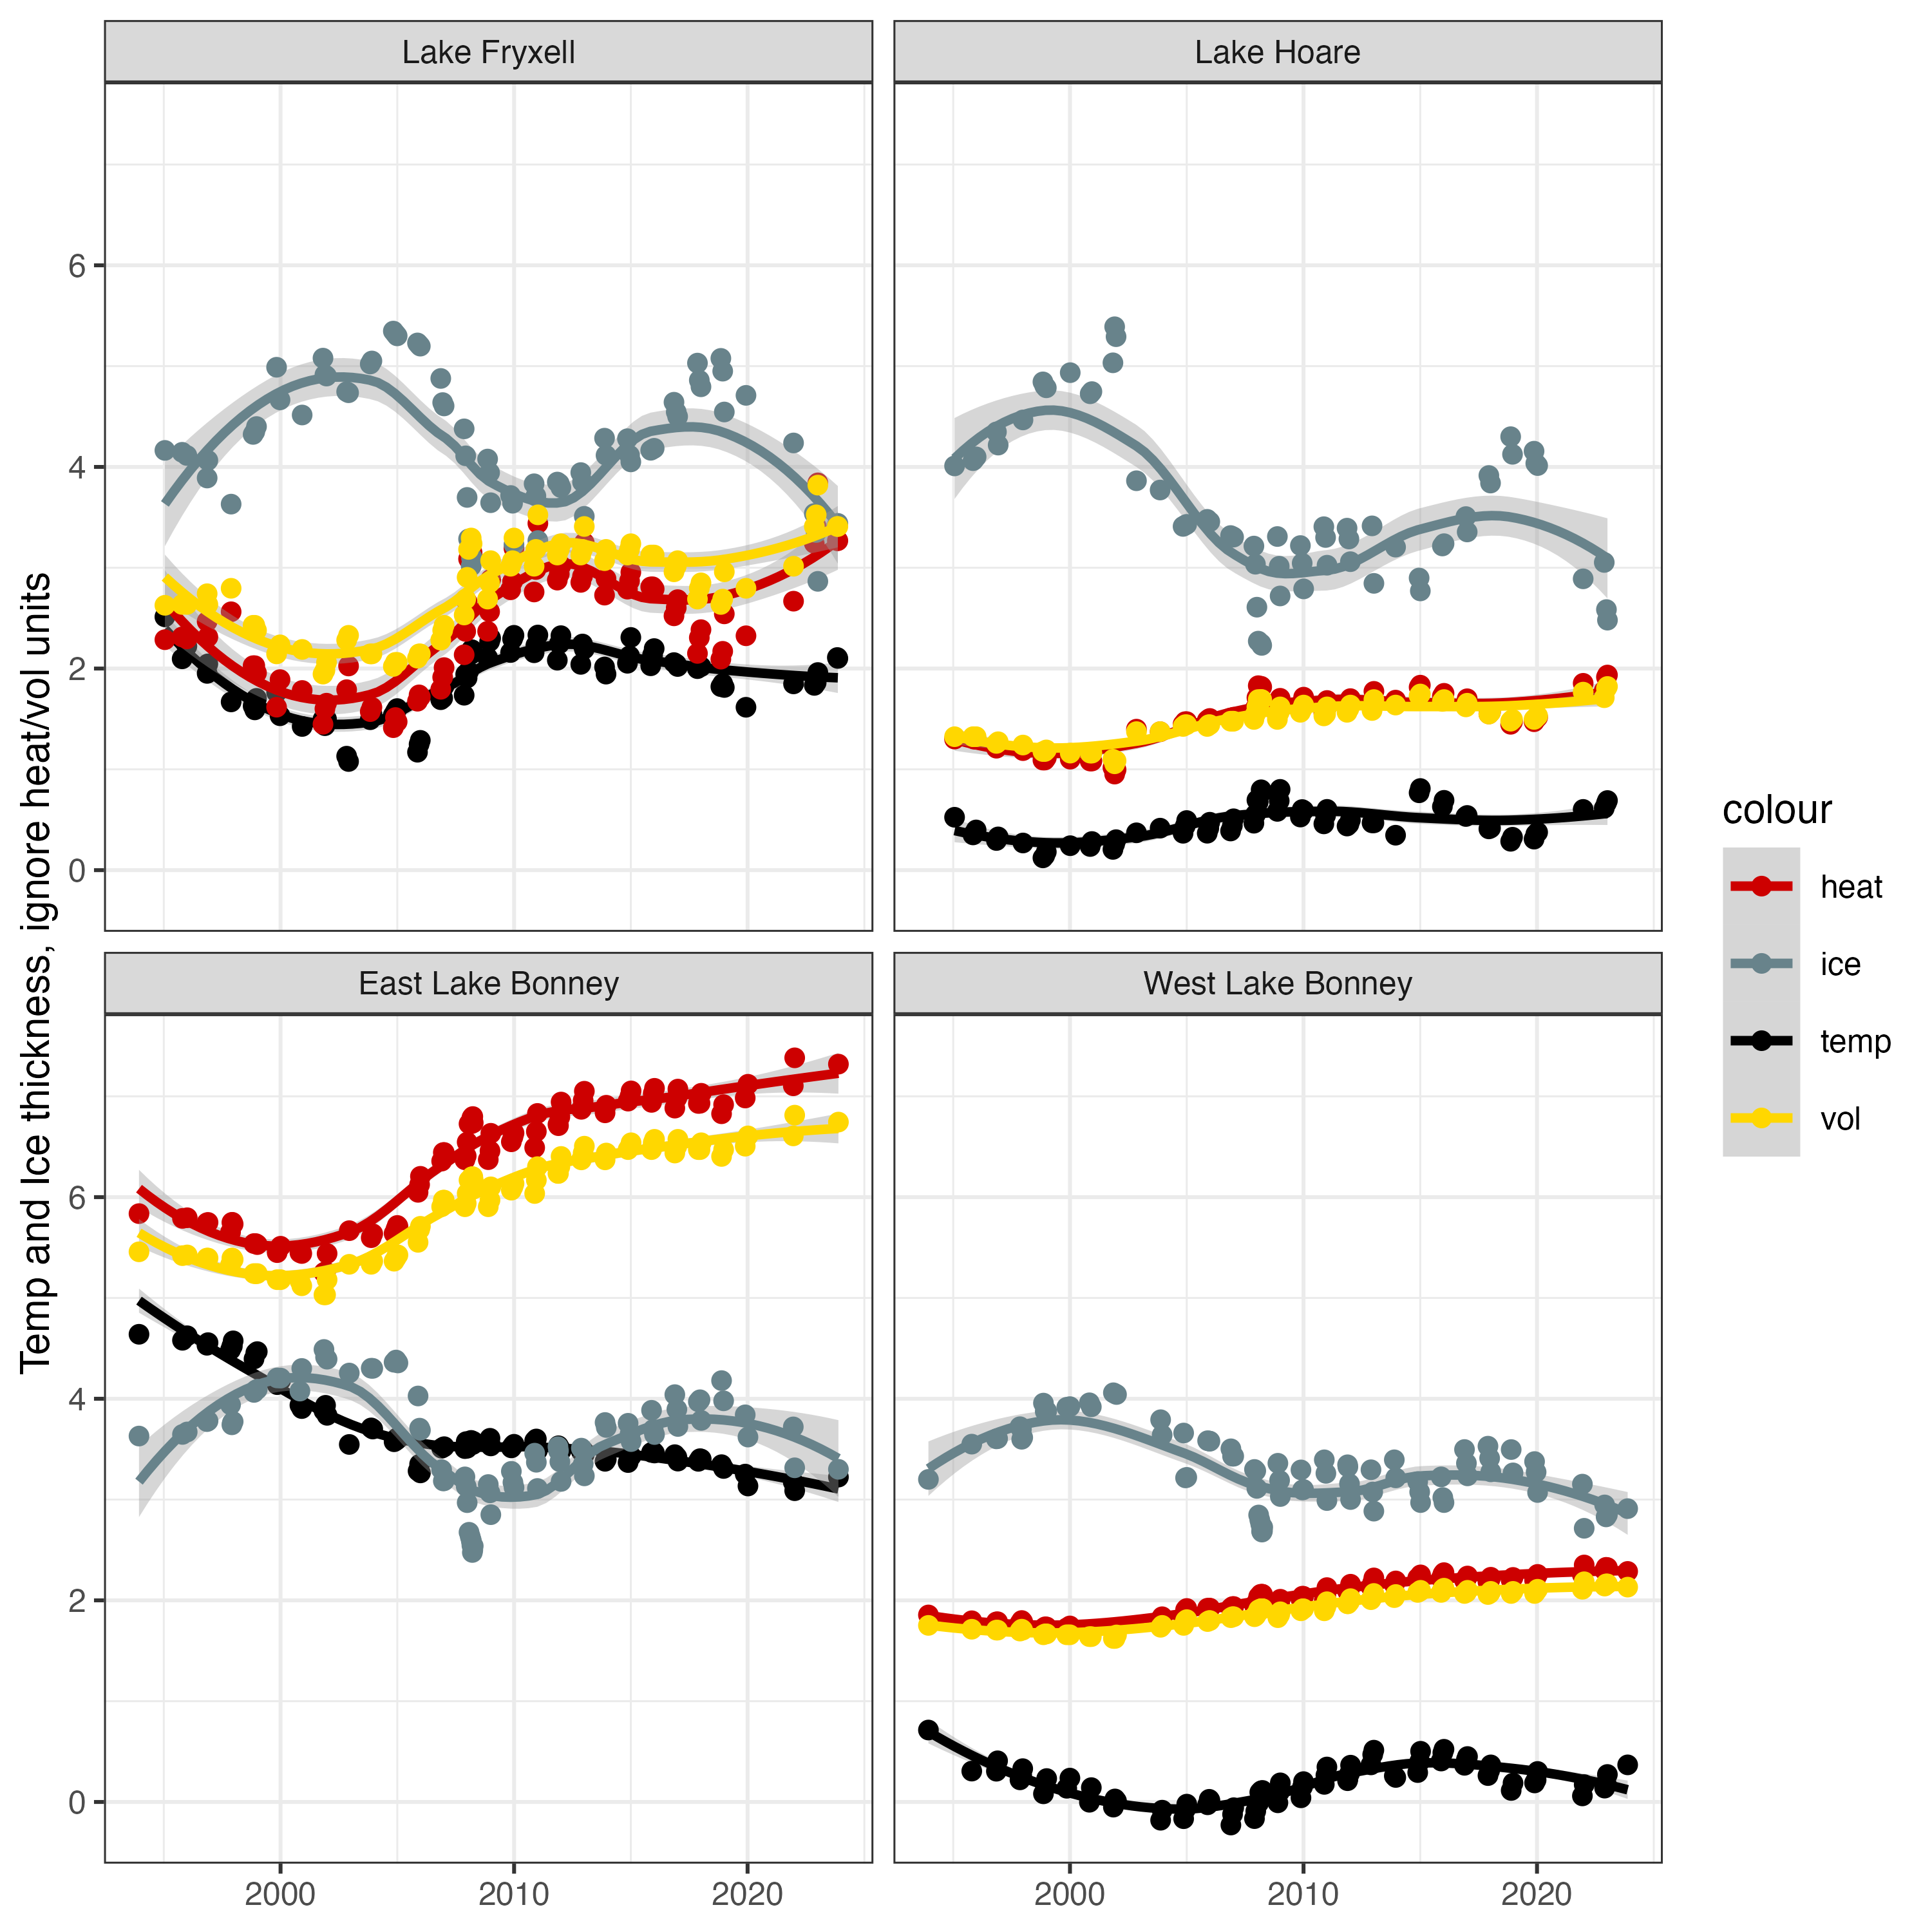 Lake Fryxell
Lake Hoare
6
4
2
0
East Lake Bonney
West Lake Bonney
6
4
2
0
2000
2010
2020
2000
2010
2020
Temp and Ice thickness, ignore heat/vol units
colour
heat
ice
temp
vol